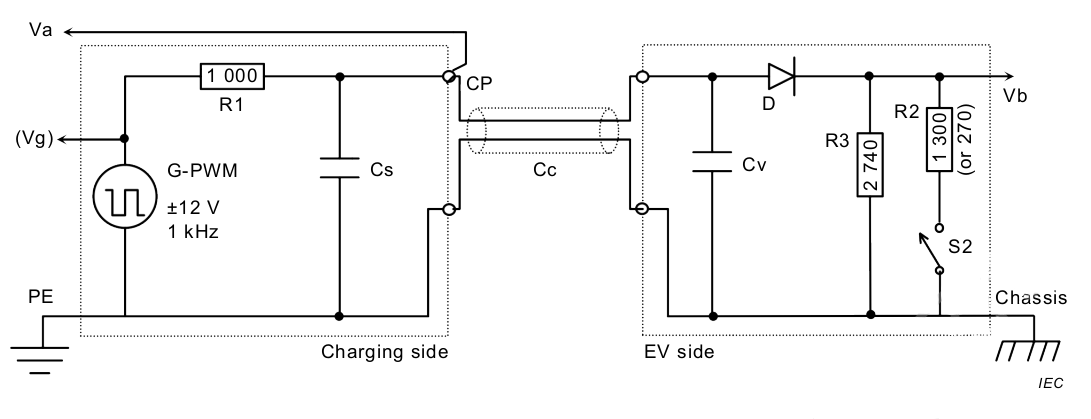 Va
1 000
R1
CP
(Vg)
G-PWM
±12 V
1 kHz
Cs
Cc
PE
Charging side
Cv
D
R3
2 740
R2
1 300
(or 270)
Vb
S2
Chassis
EV side
IEC